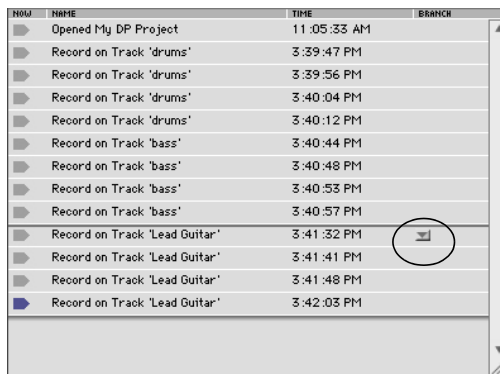 NOW NAME TIME BRANCH
Opened My DP Project 11:05:33 AM
Record on Track 'drums' 3:39:47 PM
Record on Track 'drums' 3:39:56 PM
Record on Track 'drums' 3:40:04 PM
Record on Track 'drums' 3:40:12 PM
Record on Track 'bass' 3:40:44 PM
Record on Track 'bass' 3:40:48 PM
Record on Track 'bass' 3:40:53 PM
Record on Track 'bass' 3:40:57 PM
Record on Track 'Lead Guitar' 3:41:32 PM
Record on Track 'Lead Guitar' 3:41:41 PM
Record on Track 'Lead Guitar' 3:41:48 PM
Record on Track 'Lead Guitar' 3:42:03 PM